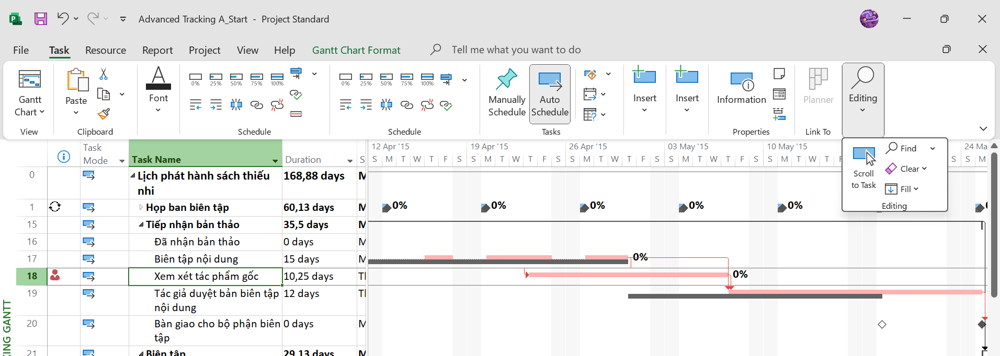 Advanced Tracking A_Start - Project Standard
File Task Resource Report Project View Help Gantt Chart Format Tell me what you want to do
Gantt Chart
View
Paste
Clipboard
Font
0% 25% 50% 75% 100%
Schedule
0% 25% 50% 75% 100%
Schedule
Manually Schedule
Auto Schedule
Tasks
Insert
Insert
Information
Properties
Planner
Link To
Editing
Scroll to Task
Find
Clear
Fill
Editing
Task Mode Task Name Duration S
12 Apr '15 19 Apr '15 26 Apr '15 03 May '15 10 May '15 24 Ma
S M T W T F S S M T W T F S S M T W T F S S M T W T F S S M T W T F S S M
0 Lịch phát hành sách thiếu nhi 168,88 days M
1 Họp ban biên tập 60,13 days M 0% 0% 0% 0% 0%
15 Tiếp nhận bản thảo 35,5 days M
16 Đã nhận bản thảo 0 days M
17 Biên tập nội dung 15 days M 0%
18 Xem xét tác phẩm gốc 10,25 days TI 0%
19 Tác giả duyệt bản biên tập nội dung 12 days TI
20 Bàn giao cho bộ phận biên tập 0 days M
21 Biên tập 29,13 days M
KING GANTT